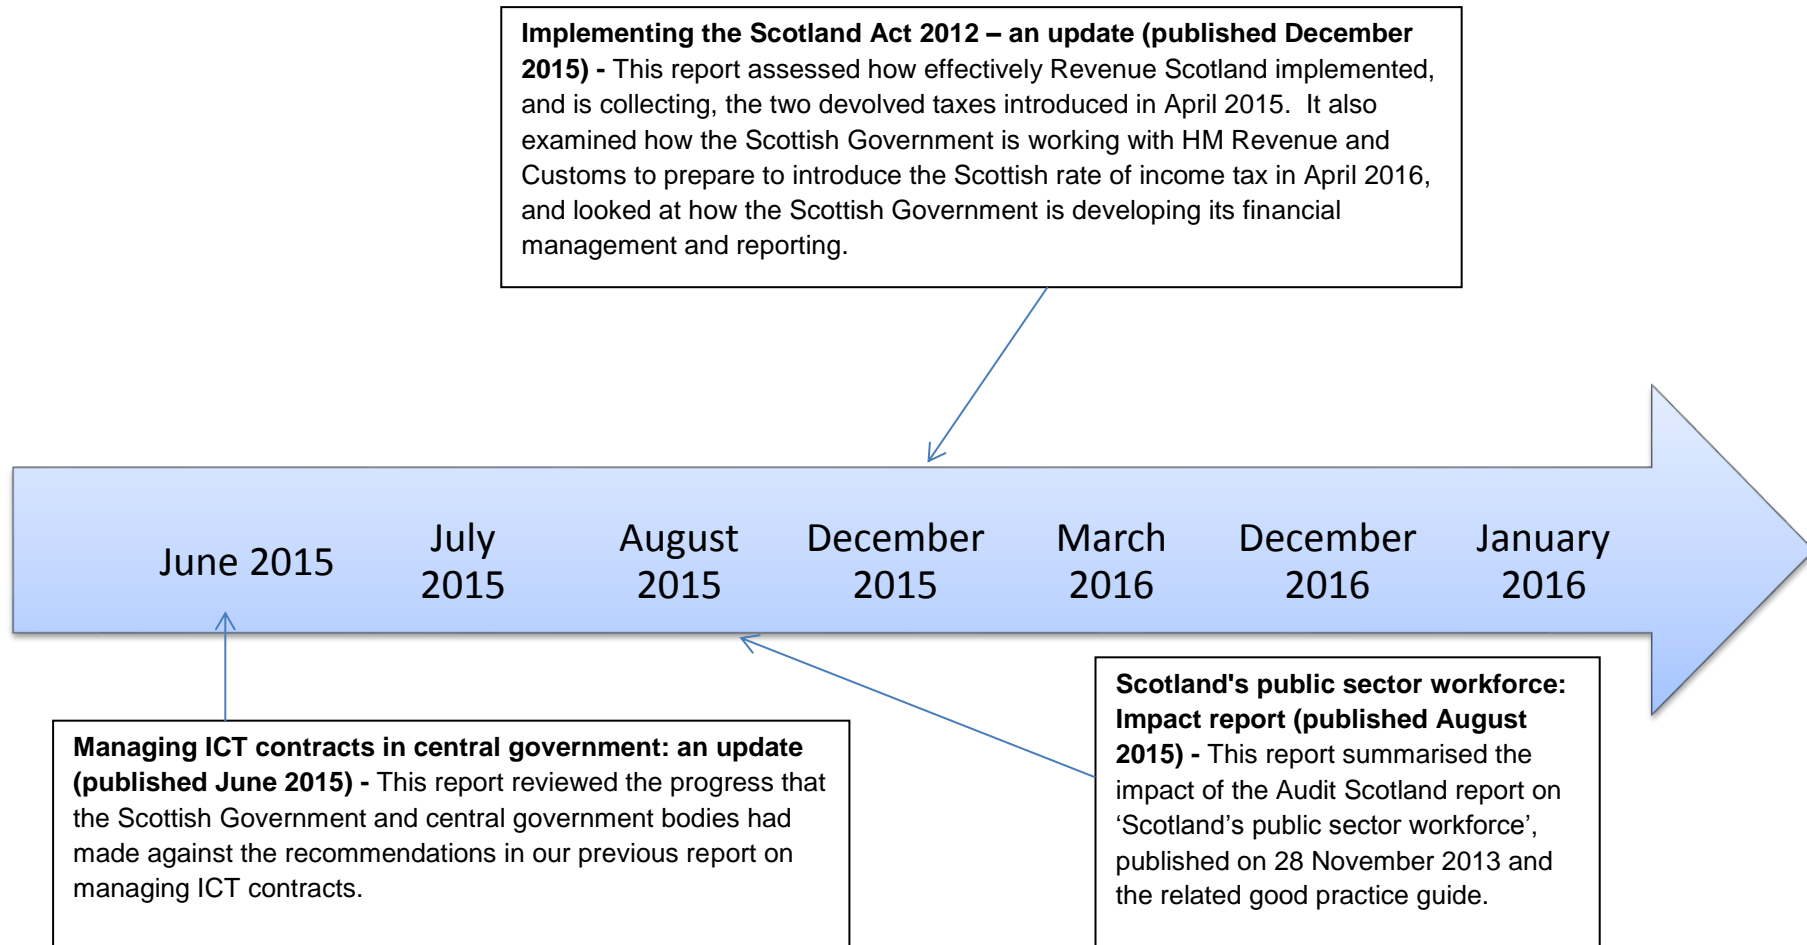 Implementing the Scotland Act 2012 – an update (published December
2015) - This report assessed how effectively Revenue Scotland implemented,
and is collecting, the two devolved taxes introduced in April 2015.  It also
examined how the Scottish Government is working with HM Revenue and
Customs to prepare to introduce the Scottish rate of income tax in April 2016,
and looked at how the Scottish Government is developing its financial
management and reporting.
June 2015
July
2015
August
2015
December
2015
March
2016
December
2016
January
2016
Managing ICT contracts in central government: an update
(published June 2015) - This report reviewed the progress that
the Scottish Government and central government bodies had
made against the recommendations in our previous report on
managing ICT contracts.
Scotland's public sector workforce:
Impact report (published August
2015) - This report summarised the
impact of the Audit Scotland report on
‘Scotland’s public sector workforce’,
published on 28 November 2013 and
the related good practice guide.